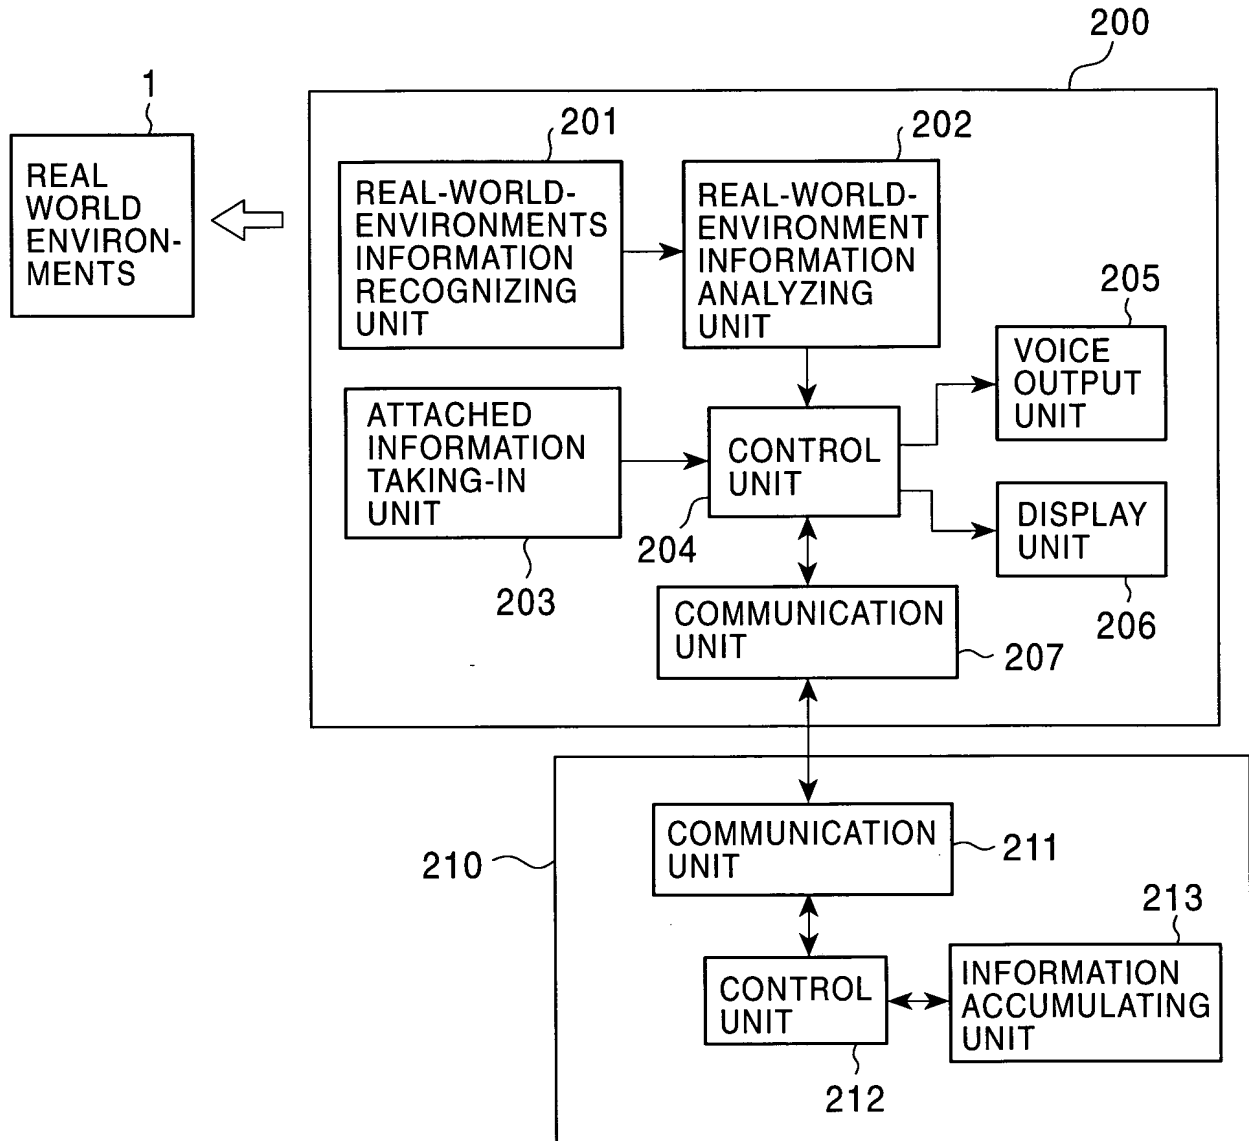 200
1
REAL
WORLD
ENVIRON-
MENTS
201
REAL-WORLD-
ENVIRONMENTS
INFORMATION
RECOGNIZING
UNIT
202
REAL-WORLD-
ENVIRONMENT
INFORMATION
ANALYZING
UNIT
205
VOICE
OUTPUT
UNIT
ATTACHED
INFORMATION
TAKING-IN
UNIT
203
CONTROL
UNIT
204
DISPLAY
UNIT
206
COMMUNICATION
UNIT
207
210
COMMUNICATION
UNIT
211
CONTROL
UNIT
212
213
INFORMATION
ACCUMULATING
UNIT